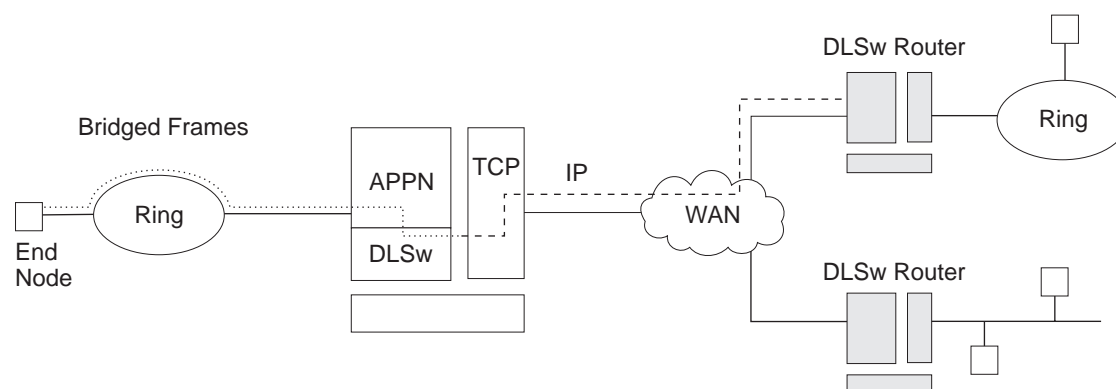 DLSw Router
Bridged Frames
Ring
APPN
TCP
IP
Ring
WAN
End
Node
DLSw
DLSw Router